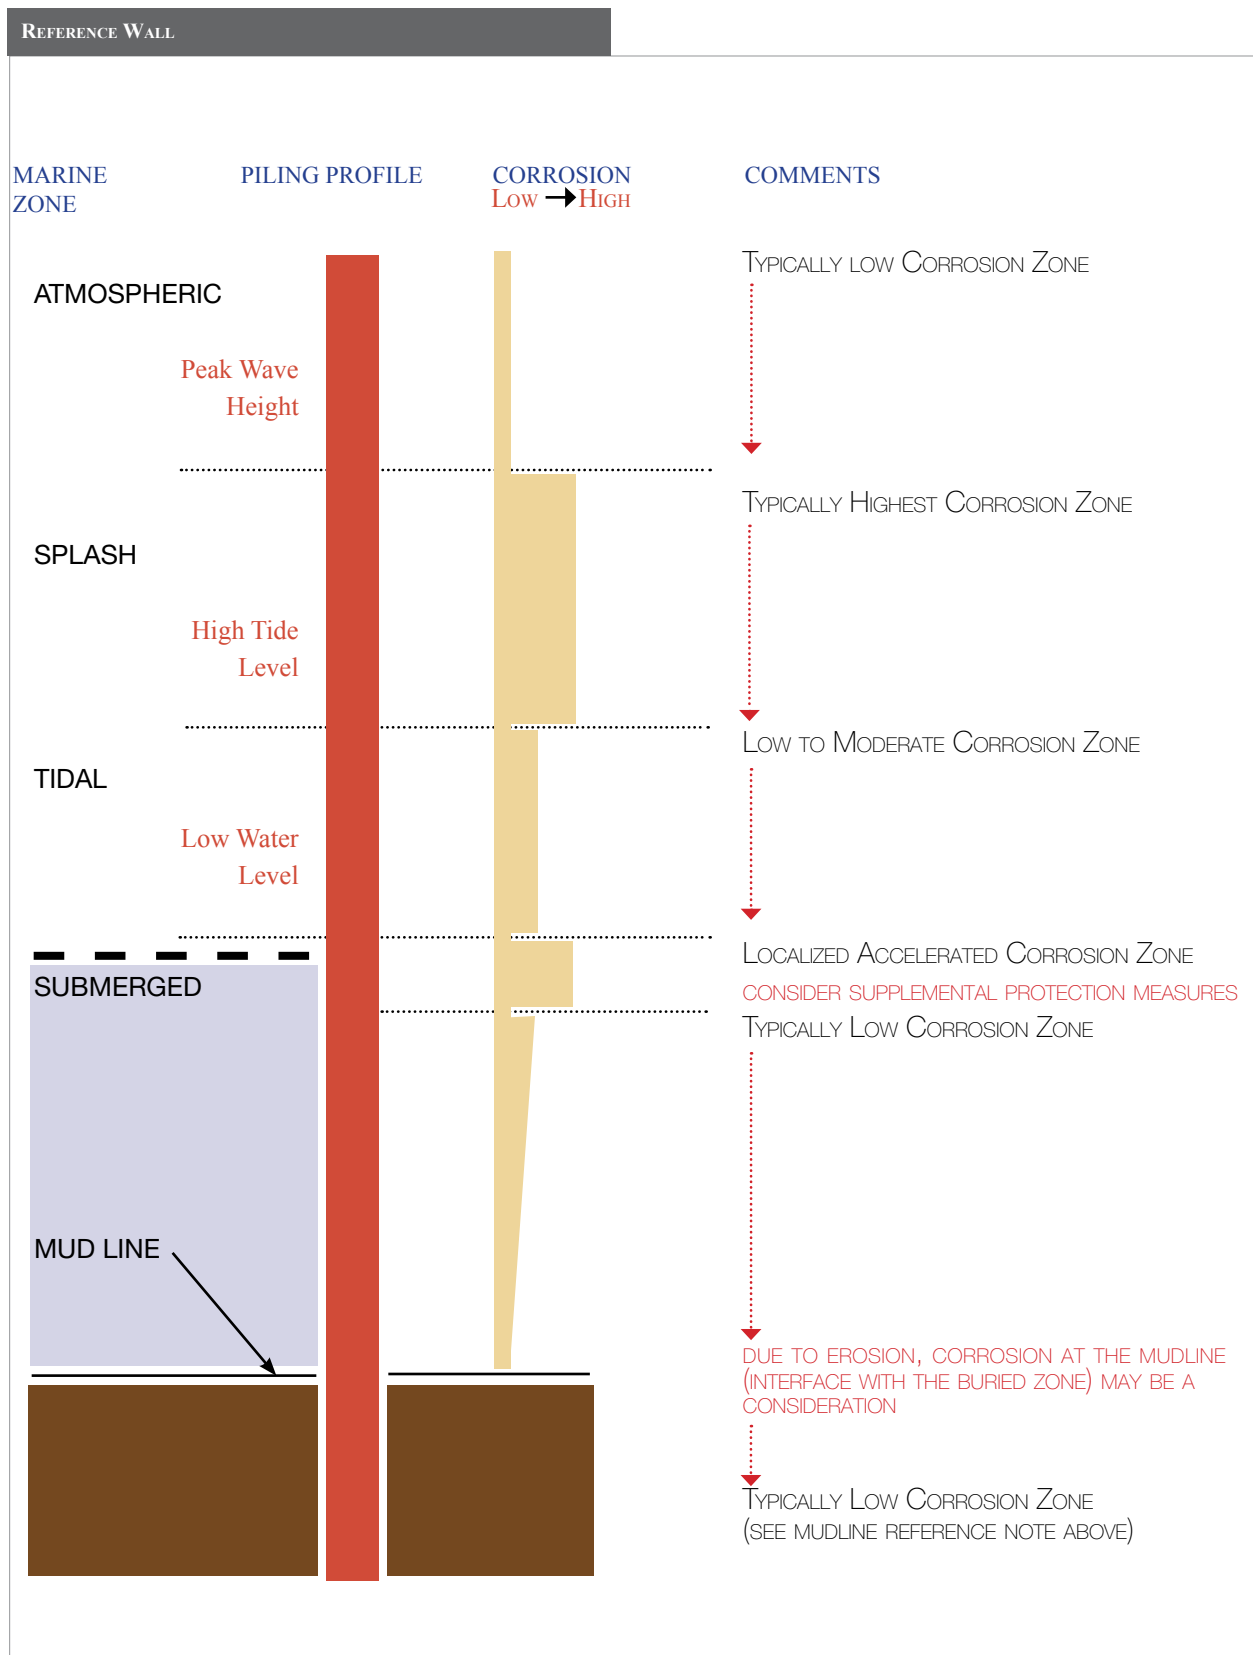 Reference Wall
MARINE
ZONE
PILING PROFILE
CORROSION
Low High
COMMENTS
Typically low Corrosion Zone
ATMOSPHERIC
Peak Wave
Height
Typically Highest Corrosion Zone
SPLASH
High Tide
Level
Low to Moderate Corrosion Zone
TIDAL
Low Water
Level
Localized Accelerated Corrosion Zone
consider supplemental protection measures
SUBMERGED
Typically Low Corrosion Zone
MUD LINE
due to erosion, corrosion at the mudline
(interface with the buried zone) may be a
consideration
Typically Low Corrosion Zone
(see mudline reference note above)